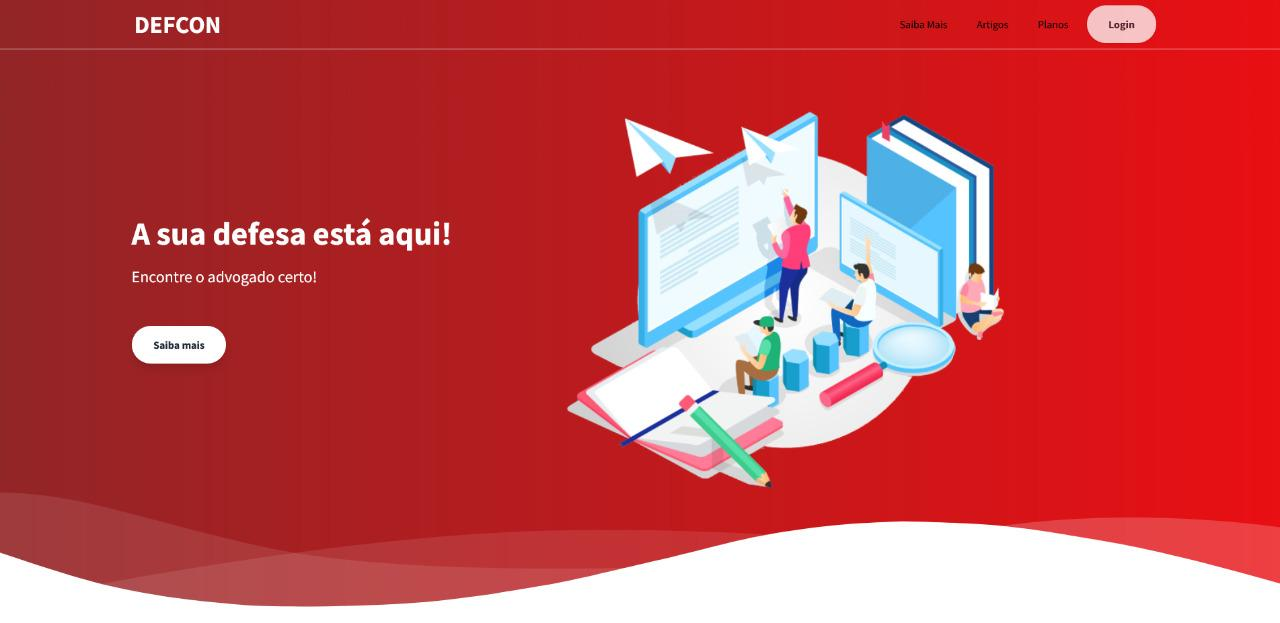 DEFCON
Saiba Mais
Artigos
Planos
Login
A sua defesa está aqui!
Encontre o advogado certo!
Saiba mais